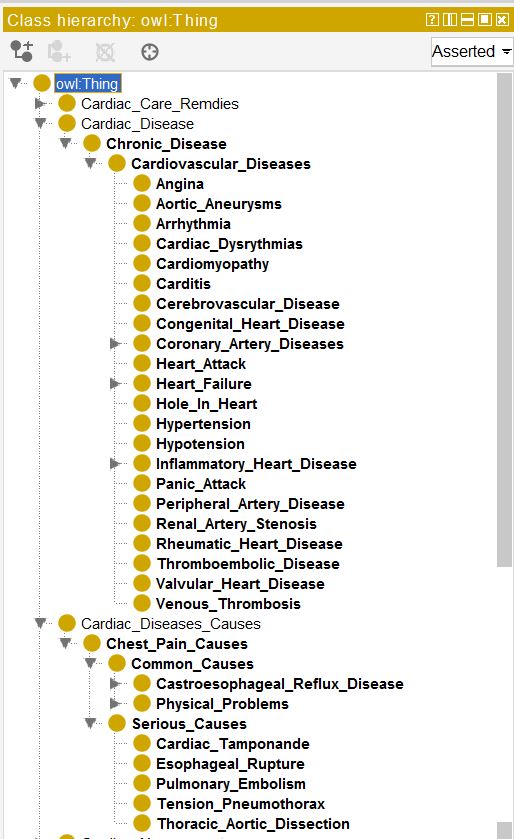 Class hierarchy: owl:Thing
Asserted
owl:Thing
Cardiac_Care_Remdies
Cardiac_Disease
Chronic_Disease
Cardiovascular_Diseases
Angina
Aortic_Aneurysms
Arrhythmia
Cardiac_Dysrythmias
Cardiomyopathy
Carditis
Cerebrovascular_Disease
Congenital_Heart_Disease
Coronary_Artery_Diseases
Heart_Attack
Heart_Failure
Hole_In_Heart
Hypertension
Hypotension
Inflammatory_Heart_Disease
Panic_Attack
Peripheral_Artery_Disease
Renal_Artery_Stenosis
Rheumatic_Heart_Disease
Thromboembolic_Disease
Valvular_Heart_Disease
Venous_Thrombosis
Cardiac_Diseases_Causes
Chest_Pain_Causes
Common_Causes
Castroesophageal_Reflux_Disease
Physical_Problems
Serious_Causes
Cardiac_Tamponande
Esophageal_Rupture
Pulmonary_Embolism
Tension_Pneumothorax
Thoracic_Aortic_Dissection